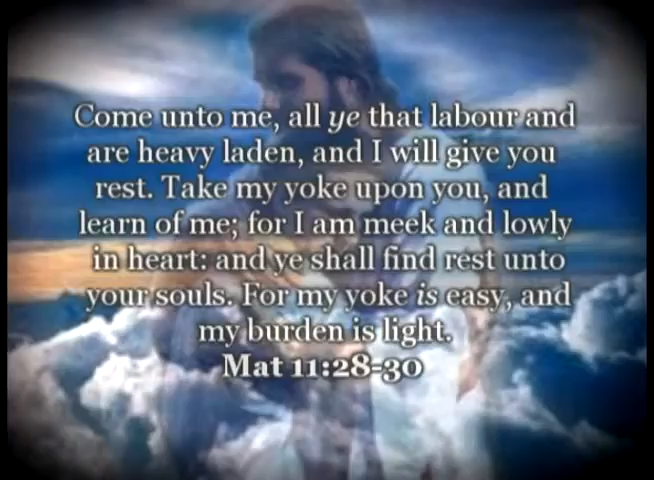 Come unto me, all ye that labour and
are heavy laden, and I will give you
rest. Take my yoke upon you, and
learn of me; for I am meek and lowly
in heart: and ye shall find rest unto
your souls. For my yoke is easy, and
my burden is light.
Mat 11:28-30